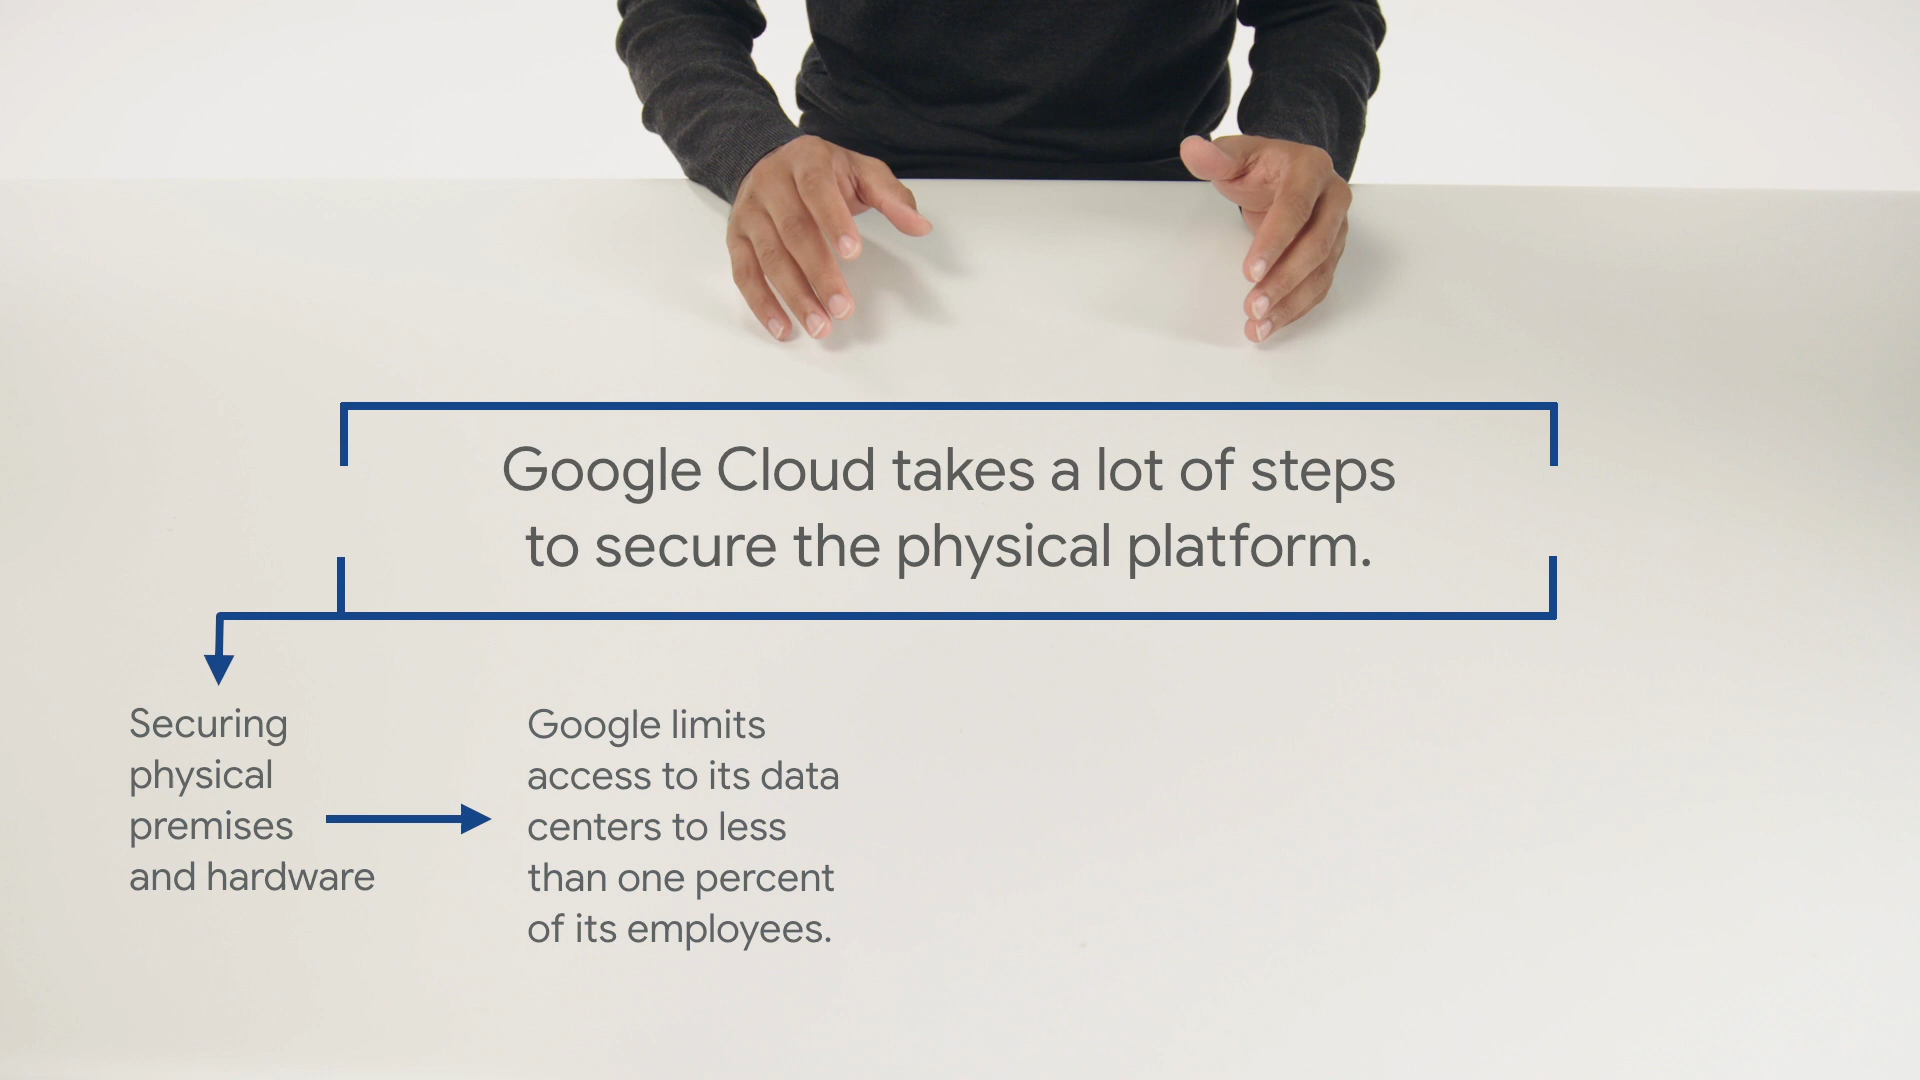 Google Cloud takes a lot of steps
to secure the physical platform.
Securing
physical
premises
and hardware
Google limits
access to its data
centers to less
than one percent
of its employees.